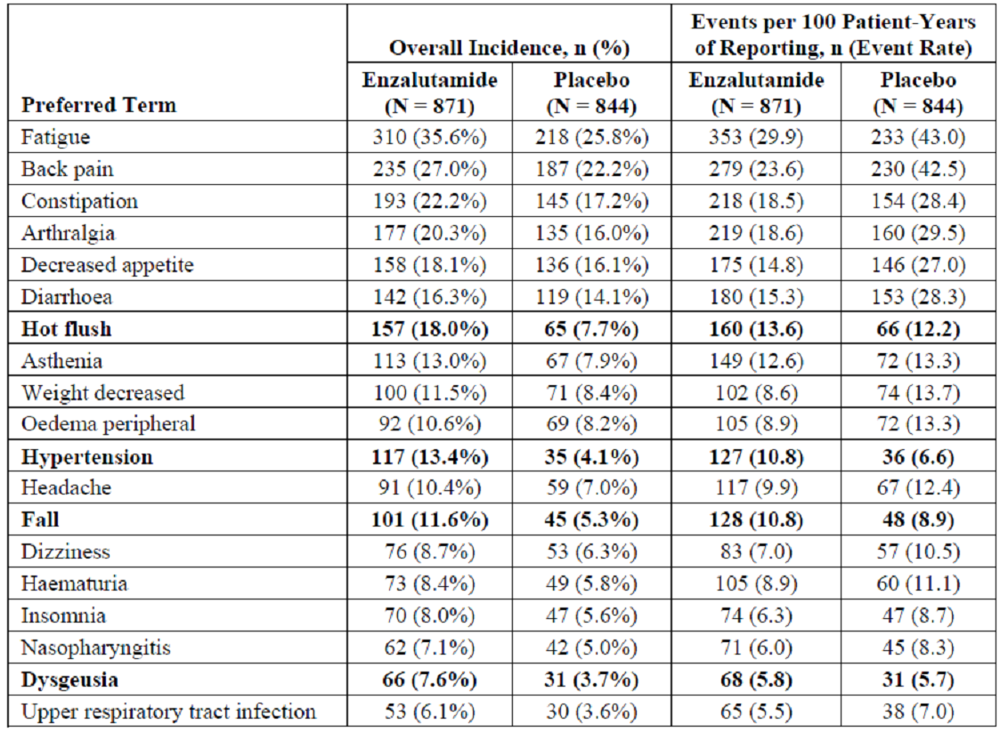 Preferred Term Overall Incidence, n (%) Events per 100 Patient-Years of Reporting, n (Event Rate)
Enzalutamide (N = 871) Placebo (N = 844) Enzalutamide (N = 871) Placebo (N = 844)
Fatigue 310 (35.6%) 218 (25.8%) 353 (29.9) 233 (43.0)
Back pain 235 (27.0%) 187 (22.2%) 279 (23.6) 230 (42.5)
Constipation 193 (22.2%) 145 (17.2%) 218 (18.5) 154 (28.4)
Arthralgia 177 (20.3%) 135 (16.0%) 219 (18.6) 160 (29.5)
Decreased appetite 158 (18.1%) 136 (16.1%) 175 (14.8) 146 (27.0)
Diarrhoea 142 (16.3%) 119 (14.1%) 180 (15.3) 153 (28.3)
Hot flush 157 (18.0%) 65 (7.7%) 160 (13.6) 66 (12.2)
Asthenia 113 (13.0%) 67 (7.9%) 149 (12.6) 72 (13.3)
Weight decreased 100 (11.5%) 71 (8.4%) 102 (8.6) 74 (13.7)
Oedema peripheral 92 (10.6%) 69 (8.2%) 105 (8.9) 72 (13.3)
Hypertension 117 (13.4%) 35 (4.1%) 127 (10.8) 36 (6.6)
Headache 91 (10.4%) 59 (7.0%) 117 (9.9) 67 (12.4)
Fall 101 (11.6%) 45 (5.3%) 128 (10.8) 48 (8.9)
Dizziness 76 (8.7%) 53 (6.3%) 83 (7.0) 57 (10.5)
Haematuria 73 (8.4%) 49 (5.8%) 105 (8.9) 60 (11.1)
Insomnia 70 (8.0%) 47 (5.6%) 74 (6.3) 47 (8.7)
Nasopharyngitis 62 (7.1%) 42 (5.0%) 71 (6.0) 45 (8.3)
Dysgeusia 66 (7.6%) 31 (3.7%) 68 (5.8) 31 (5.7)
Upper respiratory tract infection 53 (6.1%) 30 (3.6%) 65 (5.5) 38 (7.0)